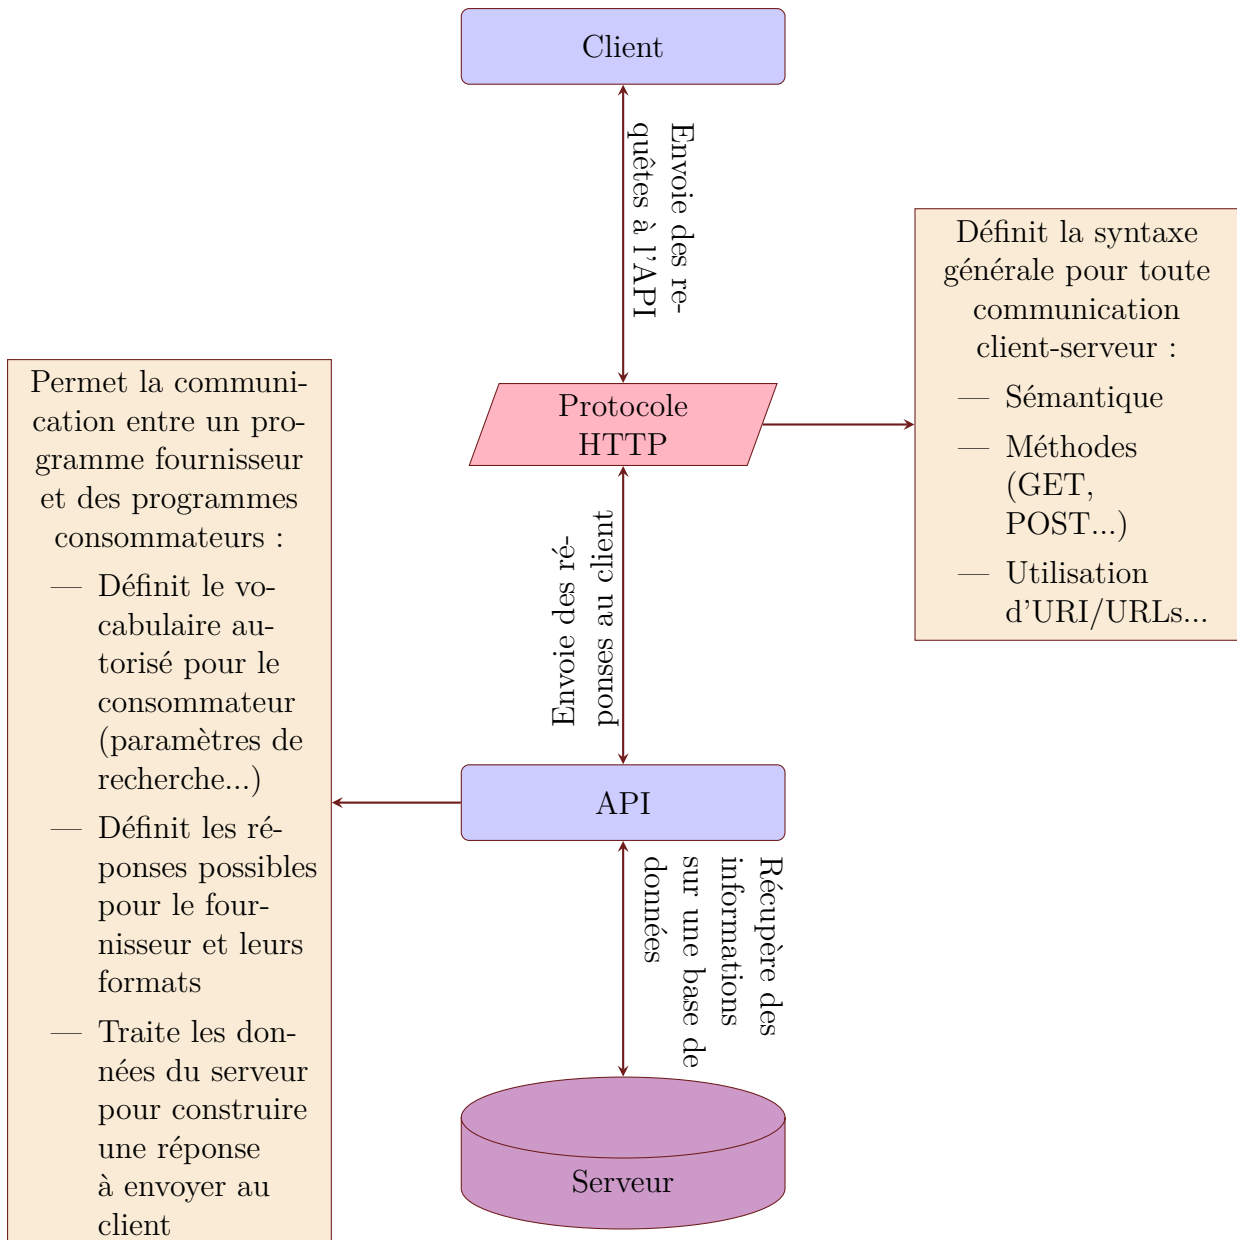 Client
Envoie des re-
quêtes à l'API
Définit la syntaxe
générale pour toute
communication
client-serveur :
— Sémantique
— Méthodes
(GET,
POST...)
— Utilisation
d'URI/URLs...
Protocole
HTTP
Permet la communi-
cation entre un pro-
gramme fournisseur
et des programmes
consommateurs :
— Définit le vo-
cabulaire au-
torisé pour le
consommateur
(paramètres de
recherche...)
— Définit les ré-
ponses possibles
pour le four-
nisseur et leurs
formats
— Traite les don-
nées du serveur
pour construire
une réponse
à envoyer au
client
Envoie des ré-
ponses au client
API
Récupère des
informations
sur une base de
données
Serveur